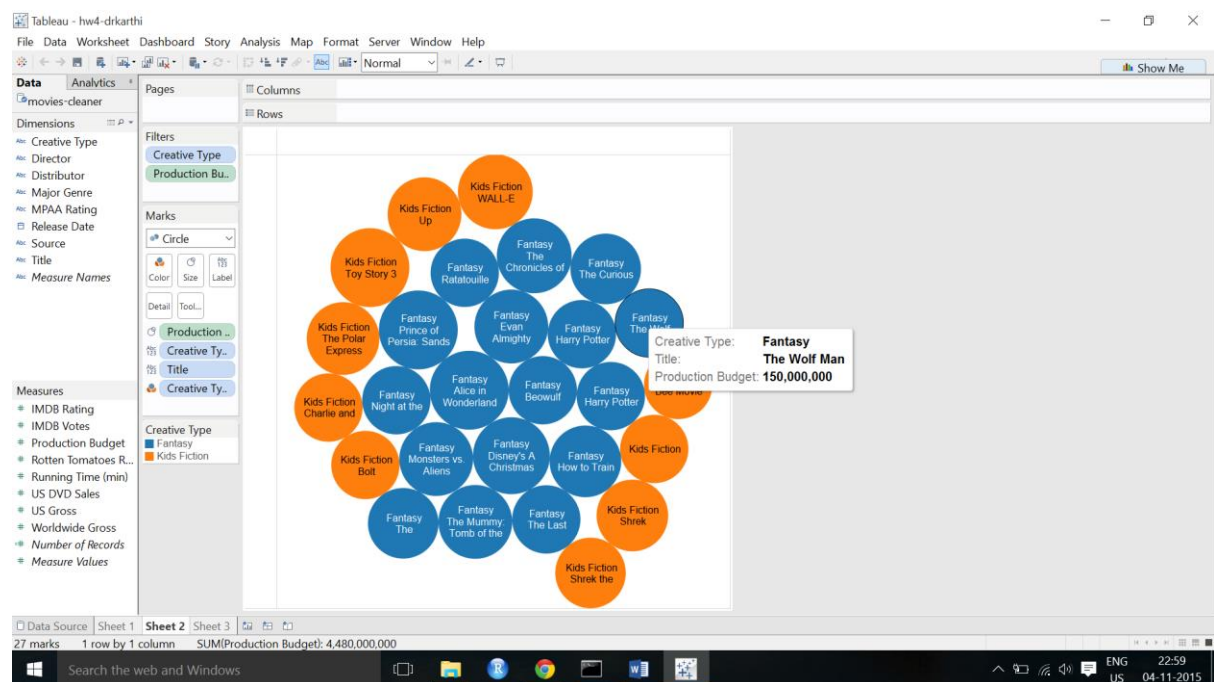 Tableau - hw4-drkarthi
File Data Worksheet Dashboard Story Analysis Map Format Server Window Help
Abc
Normal
Show Me
Data Analytics
movies-cleaner
Dimensions
Abc Creative Type
Abc Director
Abc Distributor
Abc Major Genre
Abc MPAA Rating
Release Date
Abc Source
Abc Title
Abc Measure Names
Measures
# IMDB Rating
# IMDB Votes
# Production Budget
# Rotten Tomatoes R...
# Running Time (min)
# US DVD Sales
# US Gross
# Worldwide Gross
Number of Records
# Measure Values
Pages
Filters
Creative Type
Production Bu..
Marks
Circle
Color Size Label
Detail Tool...
Production ..
Creative Ty..
Title
Creative Ty..
Creative Type
Fantasy
Kids Fiction
Columns
Rows
Kids Fiction
WALL-E
Kids Fiction
Up
Kids Fiction
Toy Story 3
Fantasy
Ratatouille
Fantasy
The
Chronicles of
Fantasy
The Curious
Kids Fiction
The Polar
Express
Fantasy
Prince of
Persia: Sands
Fantasy
Evan
Almighty
Fantasy
Harry Potter
Fantasy
The Wolf
Creative Type: Fantasy
Title: The Wolf Man
Production Budget: 150,000,000
Kids Fiction
Charlie and
Fantasy
Night at the
Fantasy
Alice in
Wonderland
Fantasy
Beowulf
Fantasy
Harry Potter
Bee Movie
Kids Fiction
Bolt
Fantasy
Monsters vs.
Aliens
Fantasy
Disney's A
Christmas
Fantasy
How to Train
Kids Fiction
Fantasy
The
Fantasy
The Mummy:
Tomb of the
Fantasy
The Last
Kids Fiction
Shrek
Kids Fiction
Shrek the
Data Source Sheet 1 Sheet 2 Sheet 3
27 marks 1 row by 1 column SUM(Production Budget): 4,480,000,000
Search the web and Windows
ENG
US
22:59
04-11-2015